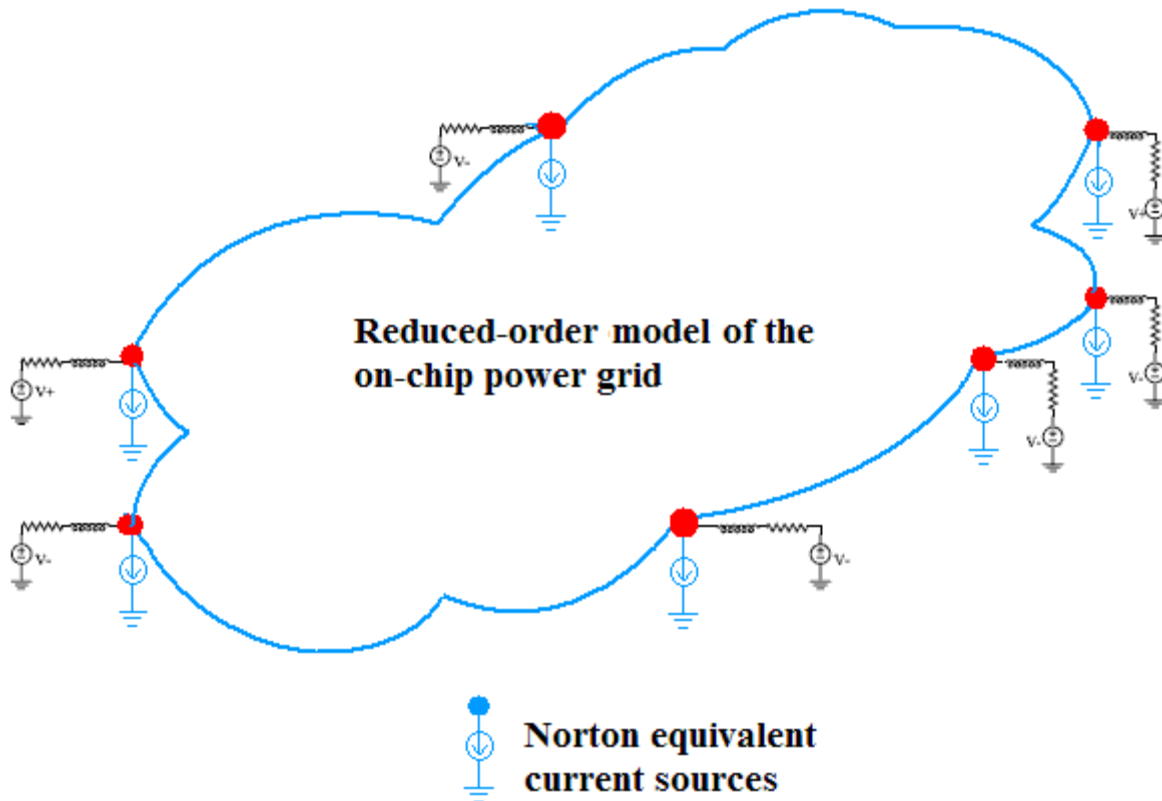 V-
V+
Reduced-order model of the
on-chip power grid
V+
V-
V-
V-
V-
Norton equivalent
current sources